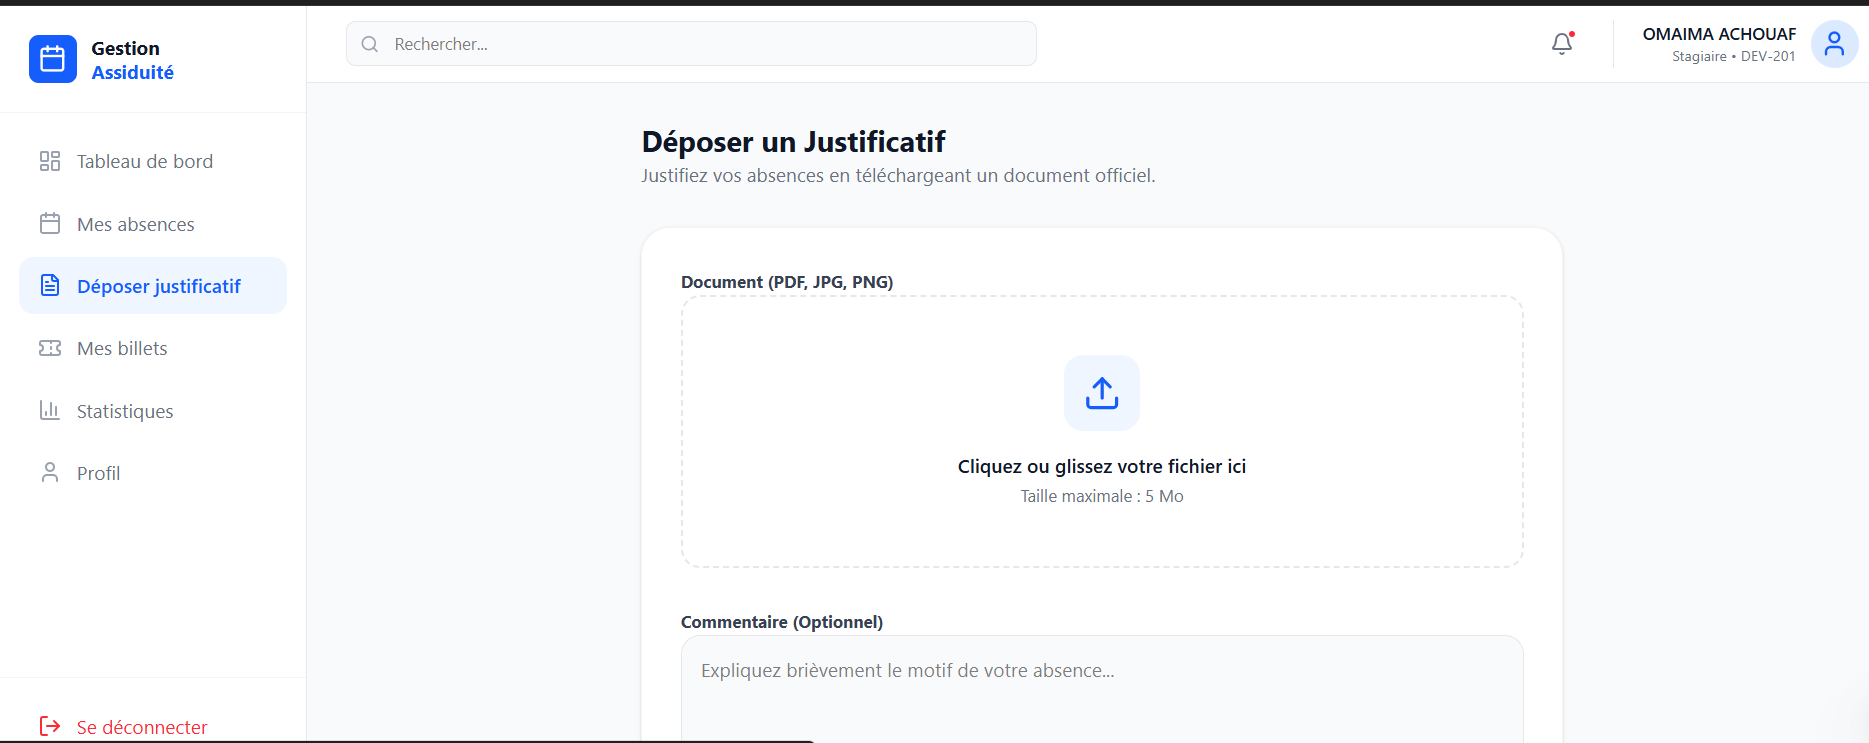 Gestion
Assiduité
Rechercher...
OMAIMA ACHOUAF
Stagiaire • DEV-201
Tableau de bord
Mes absences
Déposer justificatif
Mes billets
Statistiques
Profil
Se déconnecter
Déposer un Justificatif
Justifiez vos absences en téléchargeant un document officiel.
Document (PDF, JPG, PNG)
Cliquez ou glissez votre fichier ici
Taille maximale : 5 Mo
Commentaire (Optionnel)
Expliquez brièvement le motif de votre absence...